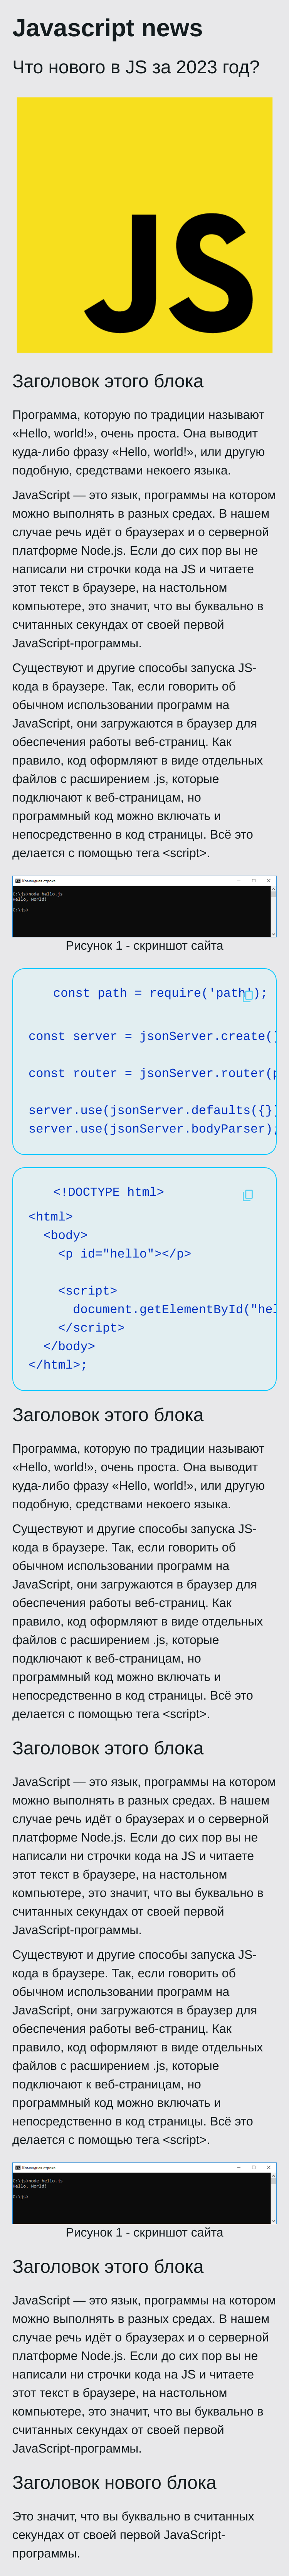 Javascript news
Что нового в JS за 2023 год?
JS
Заголовок этого блока
Программа, которую по традиции называют
«Hello, world!», очень проста. Она выводит
куда-либо фразу «Hello, world!», или другую
подобную, средствами некоего языка.
JavaScript — это язык, программы на котором
можно выполнять в разных средах. В нашем
случае речь идёт о браузерах и о серверной
платформе Node.js. Если до сих пор вы не
написали ни строчки кода на JS и читаете
этот текст в браузере, на настольном
компьютере, это значит, что вы буквально в
считанных секундах от своей первой
JavaScript-программы.
Существуют и другие способы запуска JS-
кода в браузере. Так, если говорить об
обычном использовании программ на
JavaScript, они загружаются в браузер для
обеспечения работы веб-страниц. Как
правило, код оформляют в виде отдельных
файлов с расширением .js, которые
подключают к веб-страницам, но
программный код можно включать и
непосредственно в код страницы. Всё это
делается с помощью тега <script>.
Командная строка
C:\js>node hello.js
Hello, World!
C:\js>
Рисунок 1 - скриншот сайта
const path = require('path');
const server = jsonServer.create()
const router = jsonServer.router(p
server.use(jsonServer.defaults({})
server.use(jsonServer.bodyParser);
<!DOCTYPE html>
<html>
<body>
<p id="hello"></p>
<script>
document.getElementById("hel
</script>
</body>
</html>;
Заголовок этого блока
Программа, которую по традиции называют
«Hello, world!», очень проста. Она выводит
куда-либо фразу «Hello, world!», или другую
подобную, средствами некоего языка.
Существуют и другие способы запуска JS-
кода в браузере. Так, если говорить об
обычном использовании программ на
JavaScript, они загружаются в браузер для
обеспечения работы веб-страниц. Как
правило, код оформляют в виде отдельных
файлов с расширением .js, которые
подключают к веб-страницам, но
программный код можно включать и
непосредственно в код страницы. Всё это
делается с помощью тега <script>.
Заголовок этого блока
JavaScript — это язык, программы на котором
можно выполнять в разных средах. В нашем
случае речь идёт о браузерах и о серверной
платформе Node.js. Если до сих пор вы не
написали ни строчки кода на JS и читаете
этот текст в браузере, на настольном
компьютере, это значит, что вы буквально в
считанных секундах от своей первой
JavaScript-программы.
Существуют и другие способы запуска JS-
кода в браузере. Так, если говорить об
обычном использовании программ на
JavaScript, они загружаются в браузер для
обеспечения работы веб-страниц. Как
правило, код оформляют в виде отдельных
файлов с расширением .js, которые
подключают к веб-страницам, но
программный код можно включать и
непосредственно в код страницы. Всё это
делается с помощью тега <script>.
Командная строка
C:\js>node hello.js
Hello, World!
C:\js>
Рисунок 1 - скриншот сайта
Заголовок этого блока
JavaScript — это язык, программы на котором
можно выполнять в разных средах. В нашем
случае речь идёт о браузерах и о серверной
платформе Node.js. Если до сих пор вы не
написали ни строчки кода на JS и читаете
этот текст в браузере, на настольном
компьютере, это значит, что вы буквально в
считанных секундах от своей первой
JavaScript-программы.
Заголовок нового блока
Это значит, что вы буквально в считанных
секундах от своей первой JavaScript-
программы.